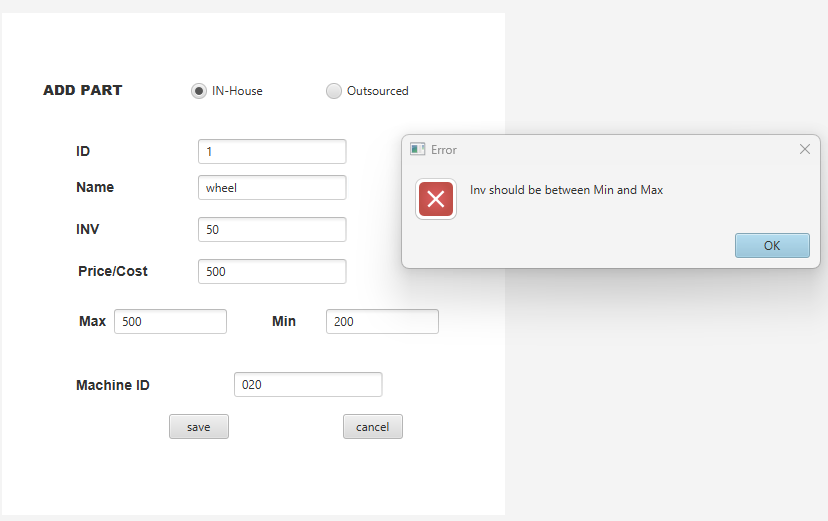 ADD PART IN-House Outsourced
ID 1
Name wheel
INV 50
Price/Cost 500
Max 500 Min 200
Machine ID 020
save cancel
Error
Inv should be between Min and Max
OK